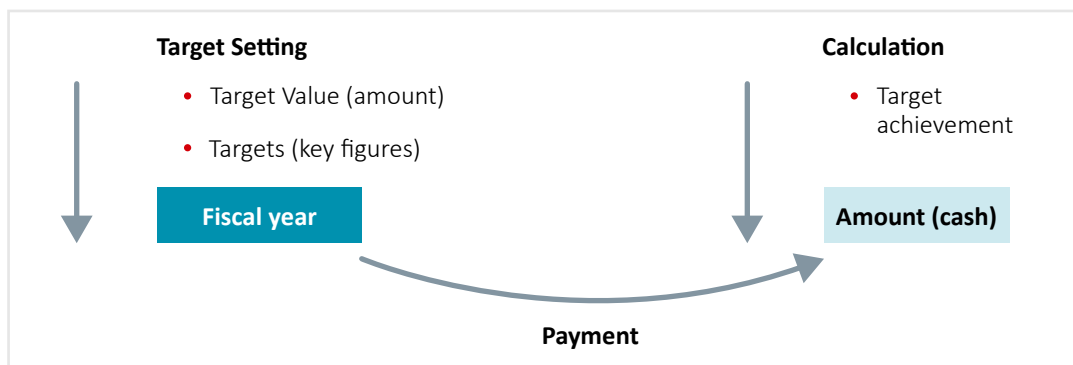 Target Setting
• Target Value (amount)
• Targets (key figures)
Fiscal year
Calculation
• Target
achievement
Amount (cash)
Payment